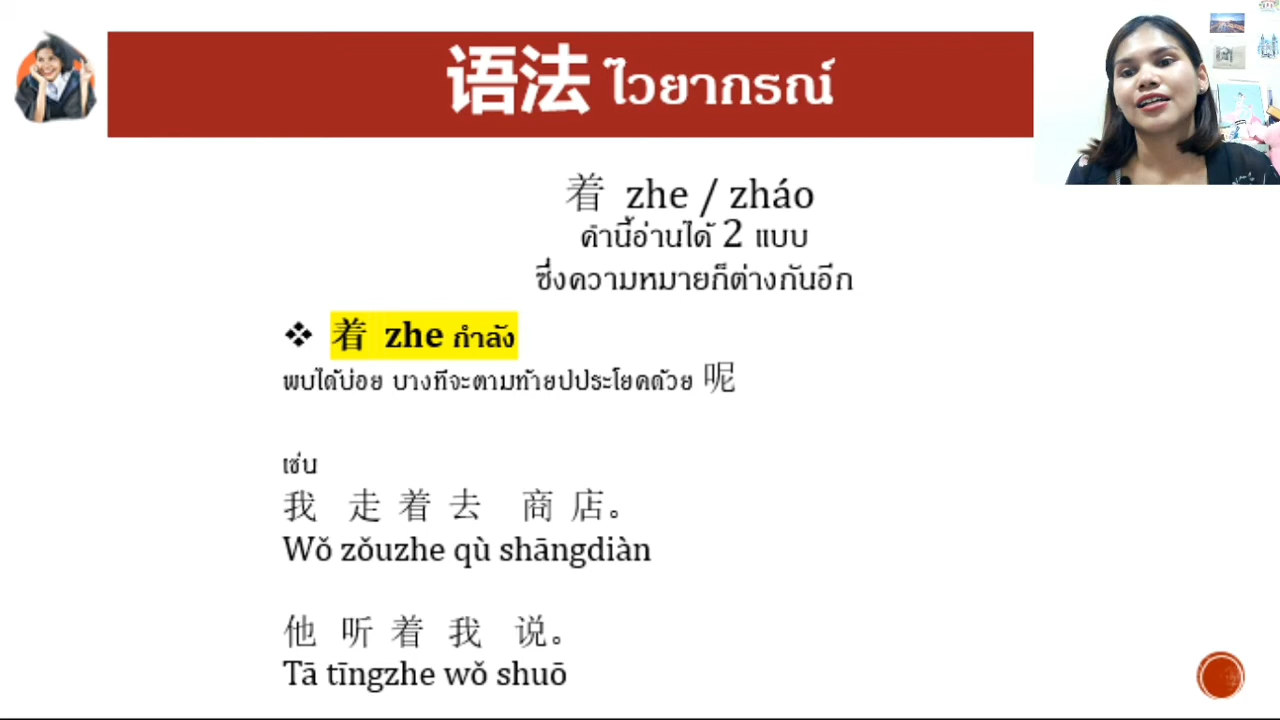 语法 ไวยากรณ์
着 zhe / zháo
คำนี้อ่านได้ 2 แบบ
ซึ่งความหมายก็ต่างกันอีก
❖ 着 zhe กำลัง
พบได้บ่อย บางทีจะตามท้ายปประโยคด้วย 呢
เช่น
我 走 着 去 商 店。
Wǒ zǒuzhe qù shāngdiàn
他 听 着 我 说。
Tā tīngzhe wǒ shuō